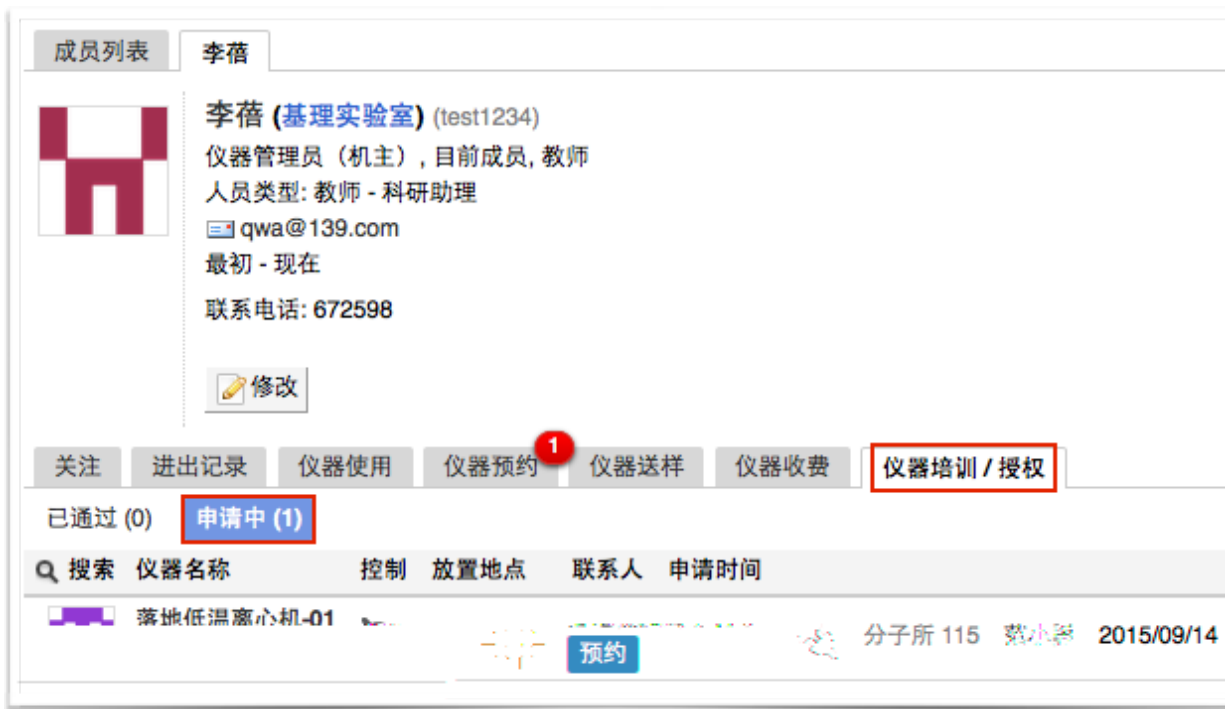 成员列表 李蓓
李蓓 (基理实验室) (test1234)
仪器管理员（机主）, 目前成员, 教师
人员类型: 教师 - 科研助理
qwa@139.com
最初 - 现在
联系电话: 672598
修改
关注 进出记录 仪器使用 仪器预约 1 仪器送样 仪器收费 仪器培训 / 授权
已通过 (0) 申请中 (1)
搜索 仪器名称 控制 放置地点 联系人 申请时间
落地低温离心机-01
预约 分子所 115 2015/09/14